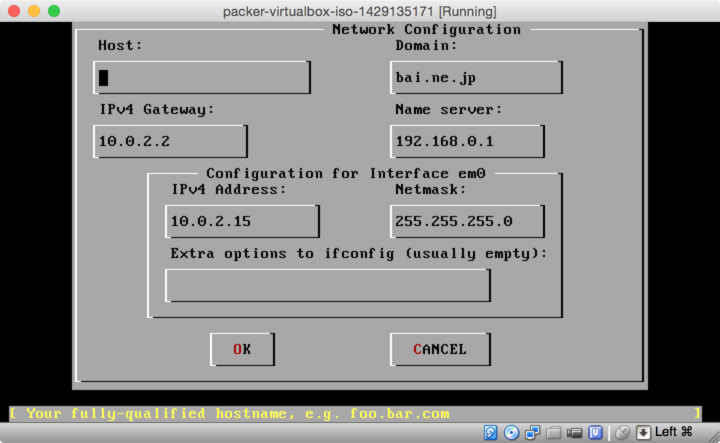 packer-virtualbox-iso-1429135171 [Running]
Network Configuration
Host: Domain:
bai.ne.jp
IPv4 Gateway: Name server:
10.0.2.2 192.168.0.1
Configuration for Interface em0
IPv4 Address: Netmask:
10.0.2.15 255.255.255.0
Extra options to ifconfig (usually empty):
OK CANCEL
[ Your fully-qualified hostname, e.g. foo.bar.com ]
Left ⌘